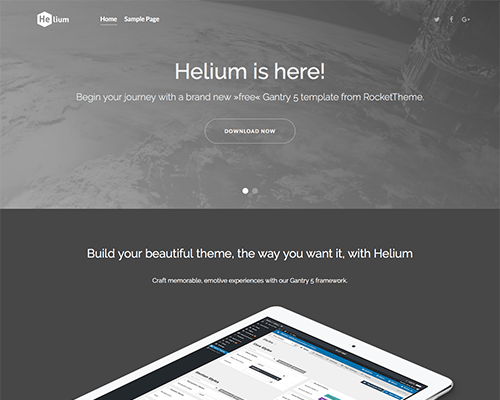 Helium
Home Sample Page
Helium is here!
Begin your journey with a brand new »free« Gantry 5 template from RocketTheme.
DOWNLOAD NOW
Build your beautiful theme, the way you want it, with Helium
Craft memorable, emotive experiences with our Gantry 5 framework.